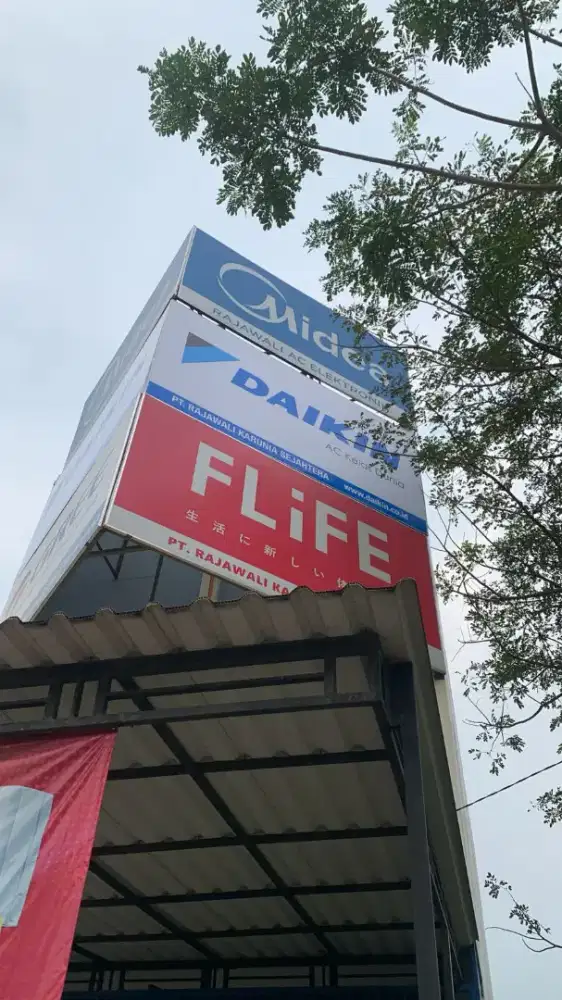 Midea
RAJAWALI AC ELEKTRONIK
DAIKIN
AC Kelas Dunia
PT. RAJAWALI KARUNIA SEJAHTERA
www.daikin.co.id
FLiFE
生活に新しい
PT. RAJAWALI